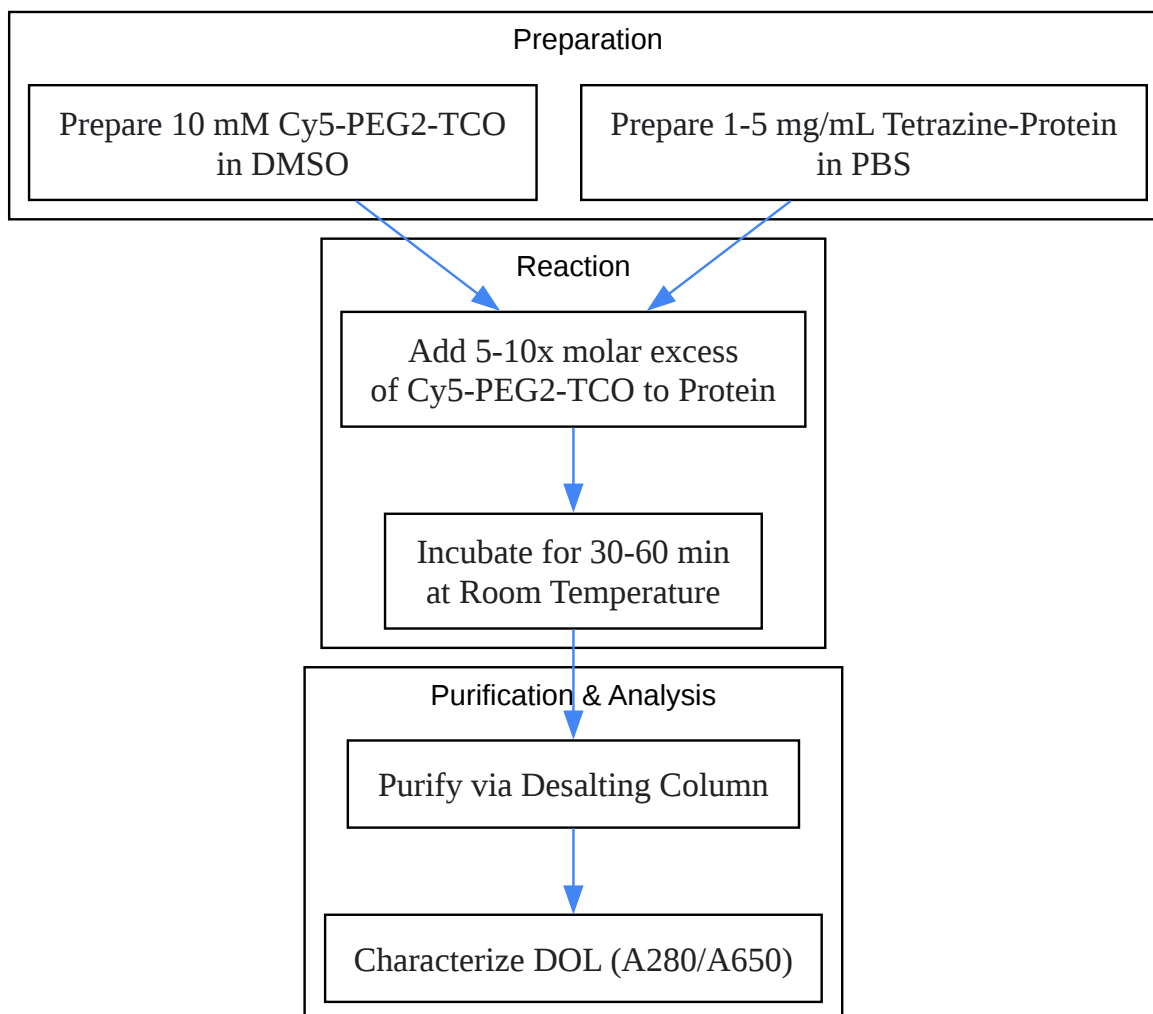 Preparation
Prepare 10 mM Cy5-PEG2-TCO
in DMSO
Prepare 1-5 mg/mL Tetrazine-Protein
in PBS
Reaction
Add 5-10x molar excess
of Cy5-PEG2-TCO to Protein
Incubate for 30-60 min
at Room Temperature
Purification & Analysis
Purify via Desalting Column
Characterize DOL (A280/A650)